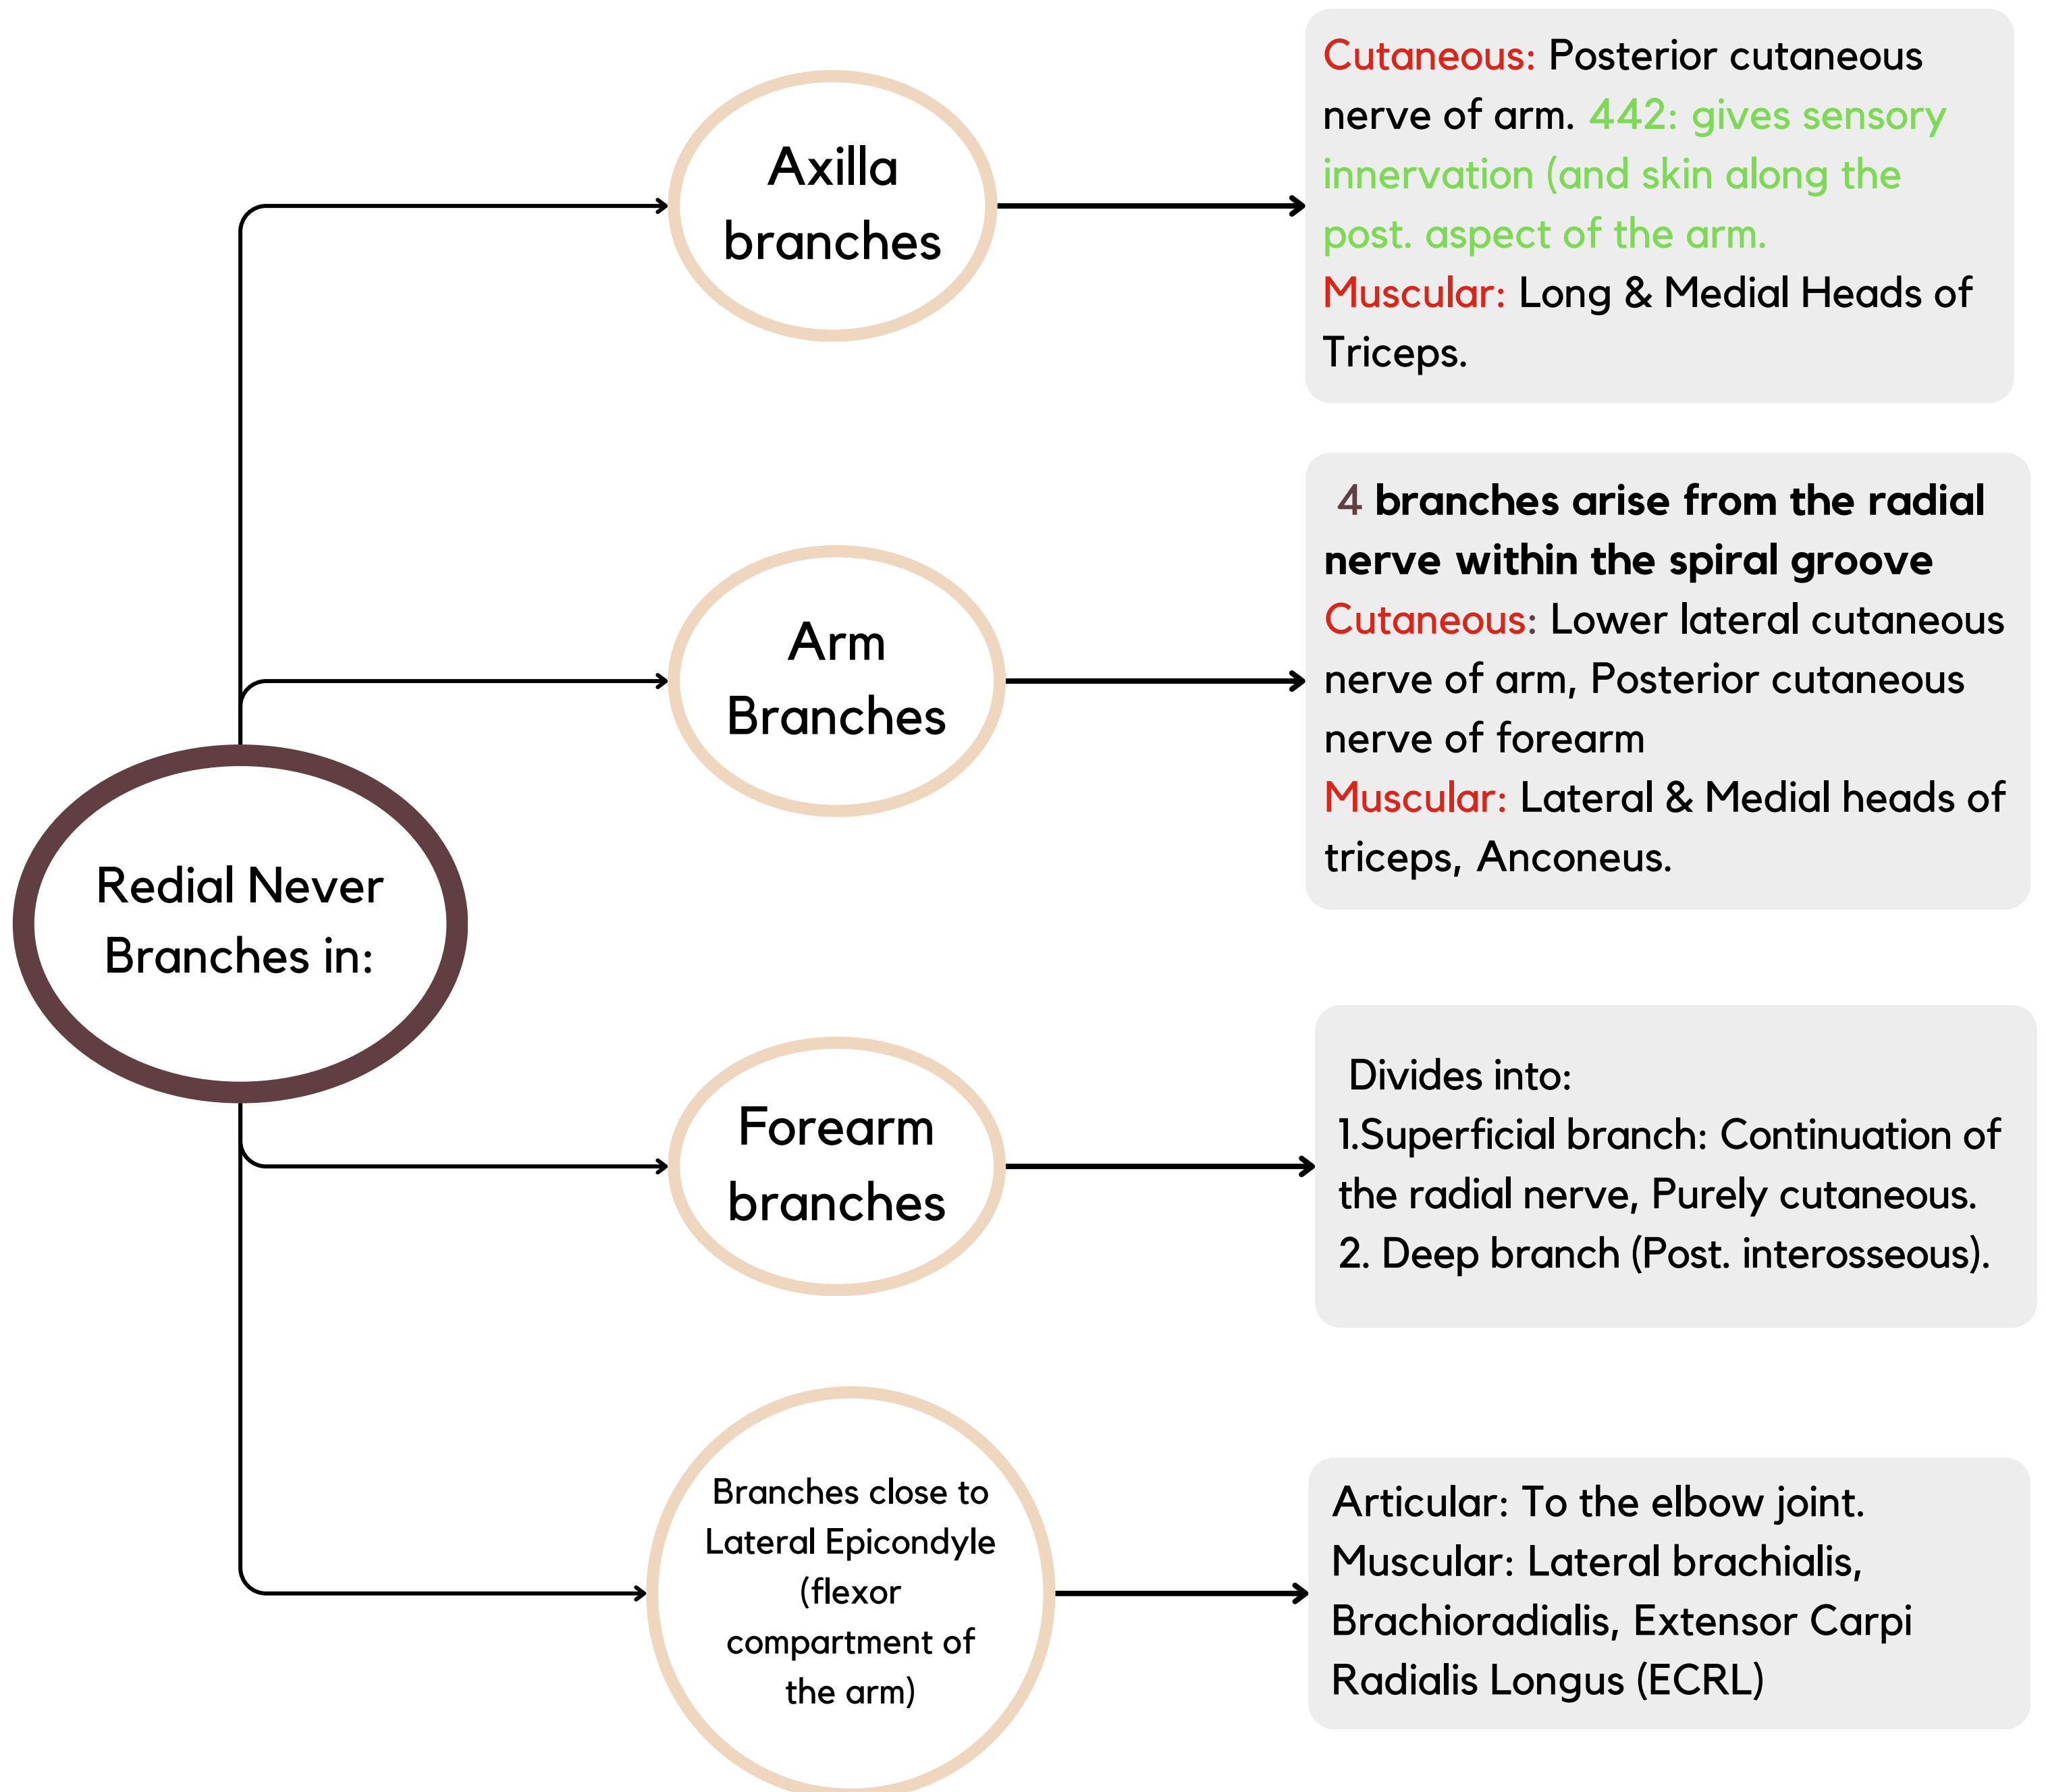 Redial Never
Branches in:
Axilla
branches
Cutaneous: Posterior cutaneous
nerve of arm. 442: gives sensory
innervation (and skin along the
post. aspect of the arm.
Muscular: Long & Medial Heads of
Triceps.
Arm
Branches
4 branches arise from the radial
nerve within the spiral groove
Cutaneous: Lower lateral cutaneous
nerve of arm, Posterior cutaneous
nerve of forearm
Muscular: Lateral & Medial heads of
triceps, Anconeus.
Forearm
branches
Divides into:
1.Superficial branch: Continuation of
the radial nerve, Purely cutaneous.
2. Deep branch (Post. interosseous).
Branches close to
Lateral Epicondyle
(flexor
compartment of
the arm)
Articular: To the elbow joint.
Muscular: Lateral brachialis,
Brachioradialis, Extensor Carpi
Radialis Longus (ECRL)